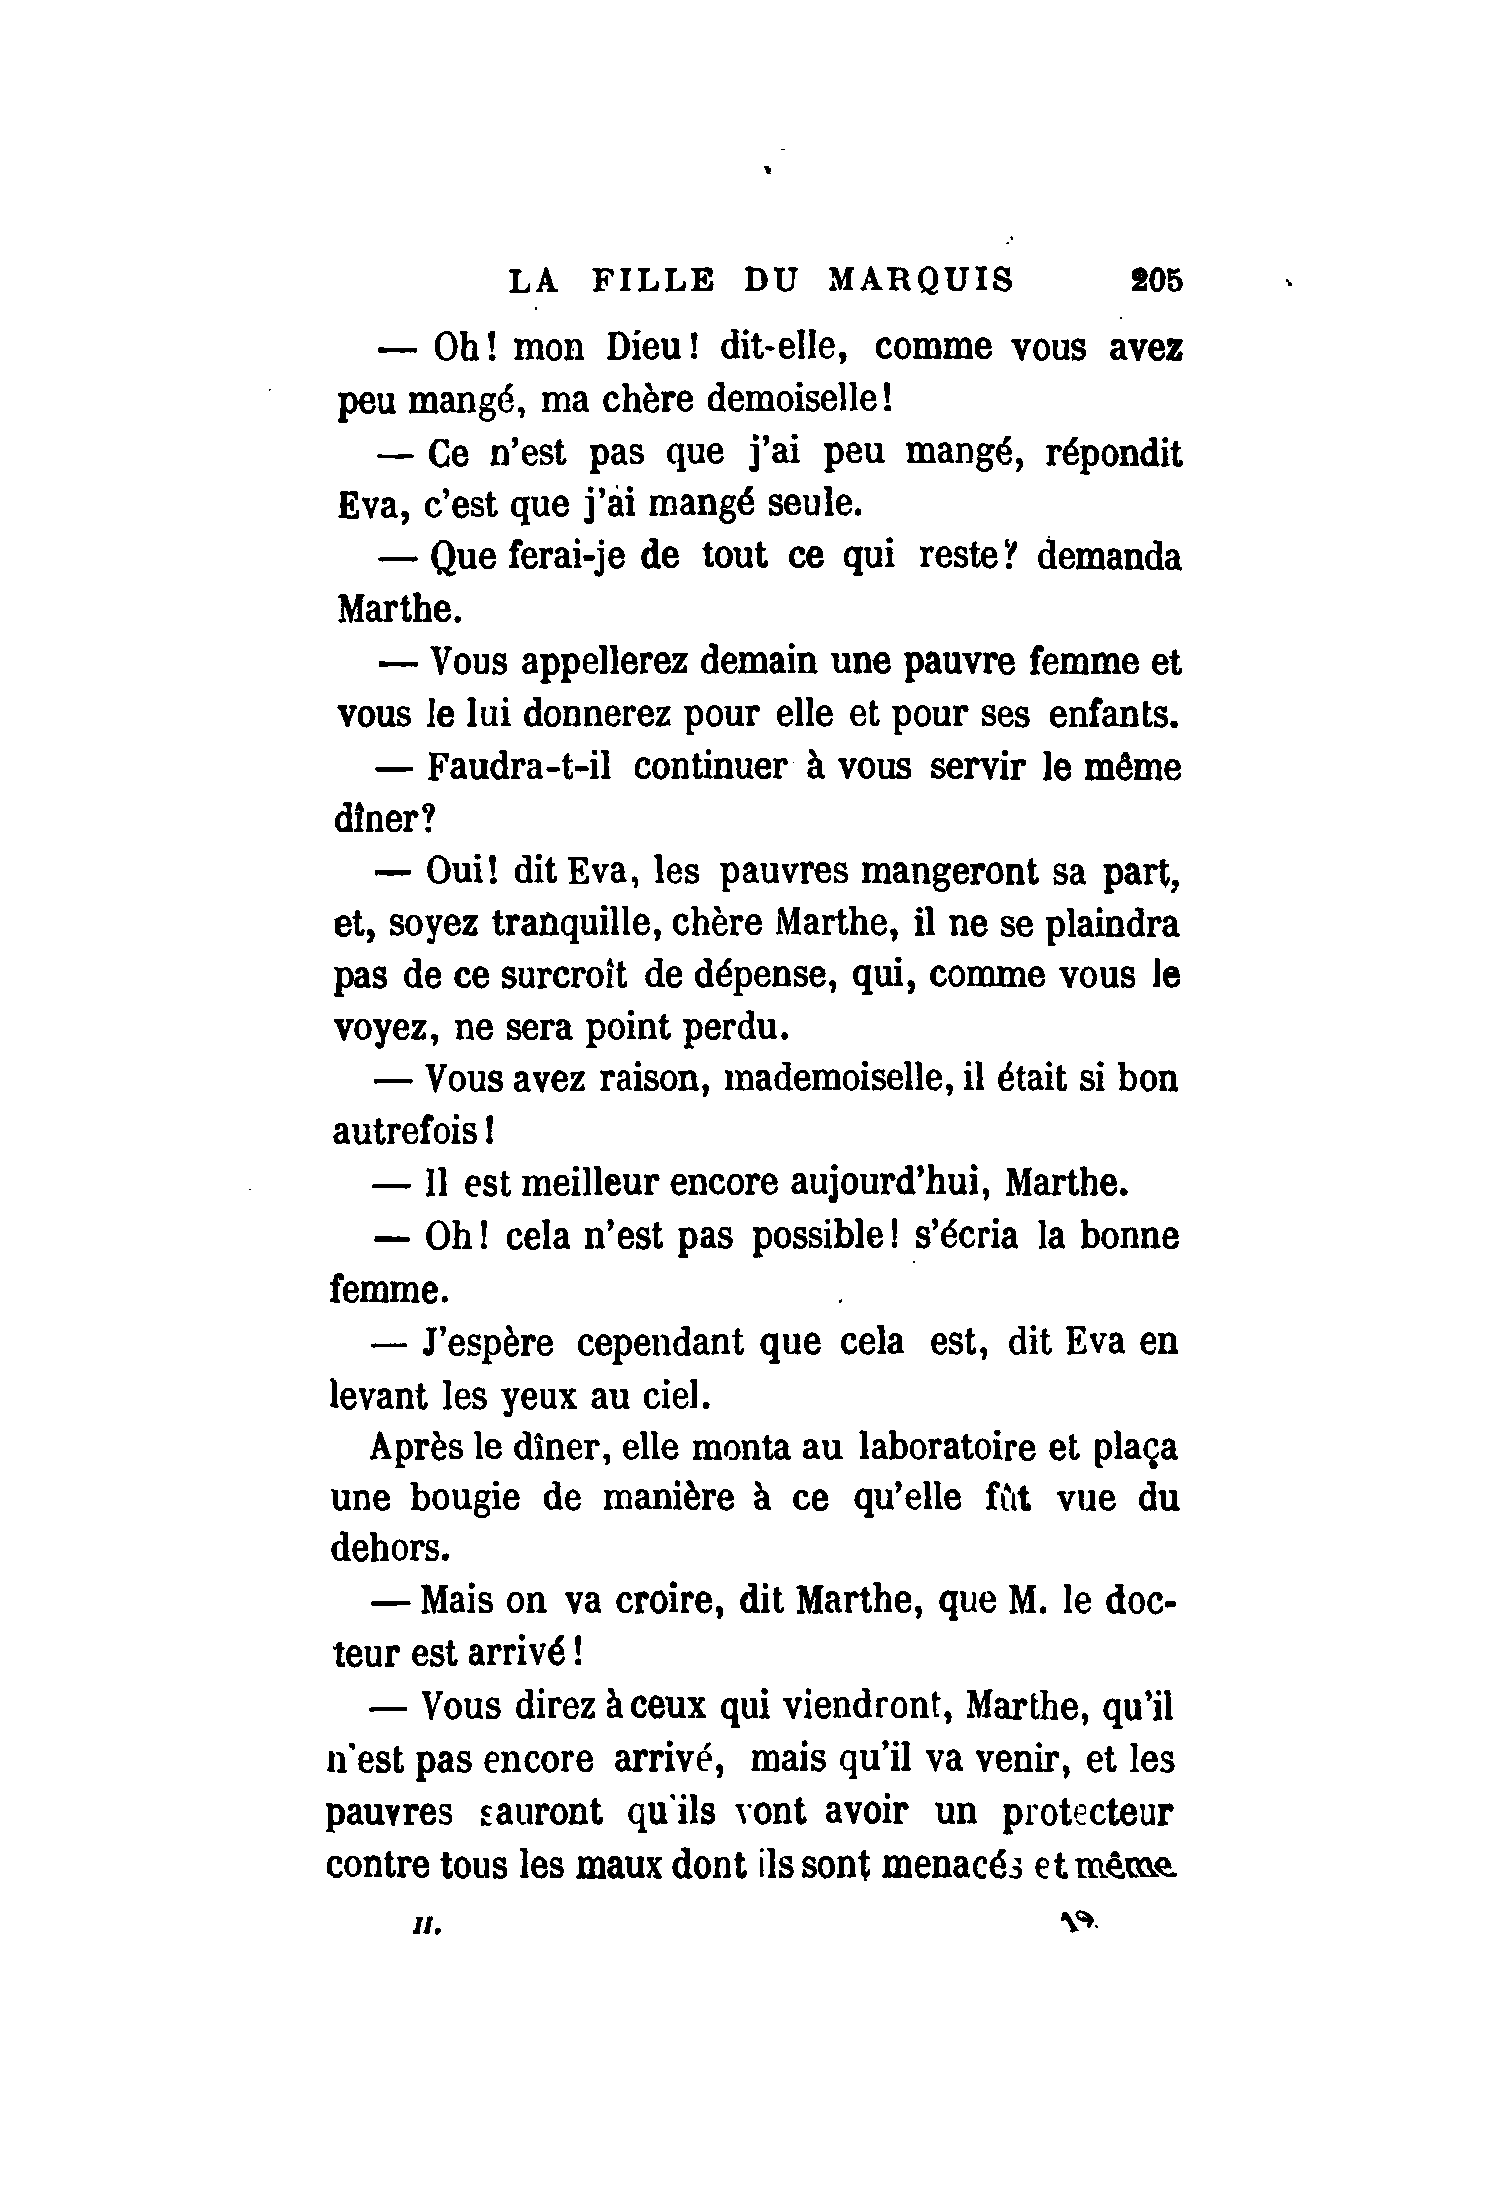 LA FILLE DU MARQUIS 205
— Oh! mon Dieu! dit-elle, comme vous avez
peu mangé, ma chère demoiselle!
— Ce n'est pas que j'ai peu mangé, répondit
Eva, c'est que j'ai mangé seule.
— Que ferai-je de tout ce qui reste? demanda
Marthe.
— Vous appellerez demain une pauvre femme et
vous le lui donnerez pour elle et pour ses enfants.
— Faudra-t-il continuer à vous servir le même
dîner?
— Oui! dit Eva, les pauvres mangeront sa part,
et, soyez tranquille, chère Marthe, il ne se plaindra
pas de ce surcroît de dépense, qui, comme vous le
voyez, ne sera point perdu.
— Vous avez raison, mademoiselle, il était si bon
autrefois!
— Il est meilleur encore aujourd'hui, Marthe.
— Oh! cela n'est pas possible! s'écria la bonne
femme.
— J'espère cependant que cela est, dit Eva en
levant les yeux au ciel.
Après le dîner, elle monta au laboratoire et plaça
une bougie de manière à ce qu'elle fût vue du
dehors.
— Mais on va croire, dit Marthe, que M. le doc-
teur est arrivé!
— Vous direz à ceux qui viendront, Marthe, qu'il
n'est pas encore arrivé, mais qu'il va venir, et les
pauvres sauront qu'ils vont avoir un protecteur
contre tous les maux dont ils sont menacés et même
II.